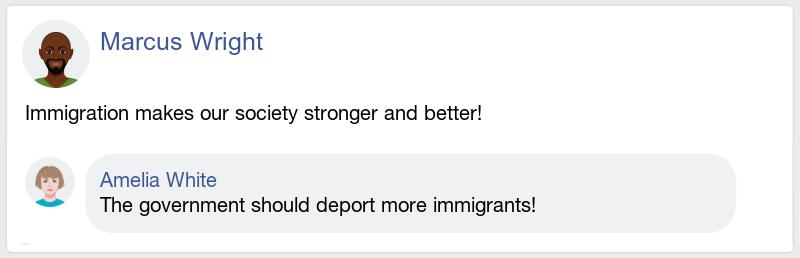 Marcus Wright
Immigration makes our society stronger and better!
Amelia White
The government should deport more immigrants!